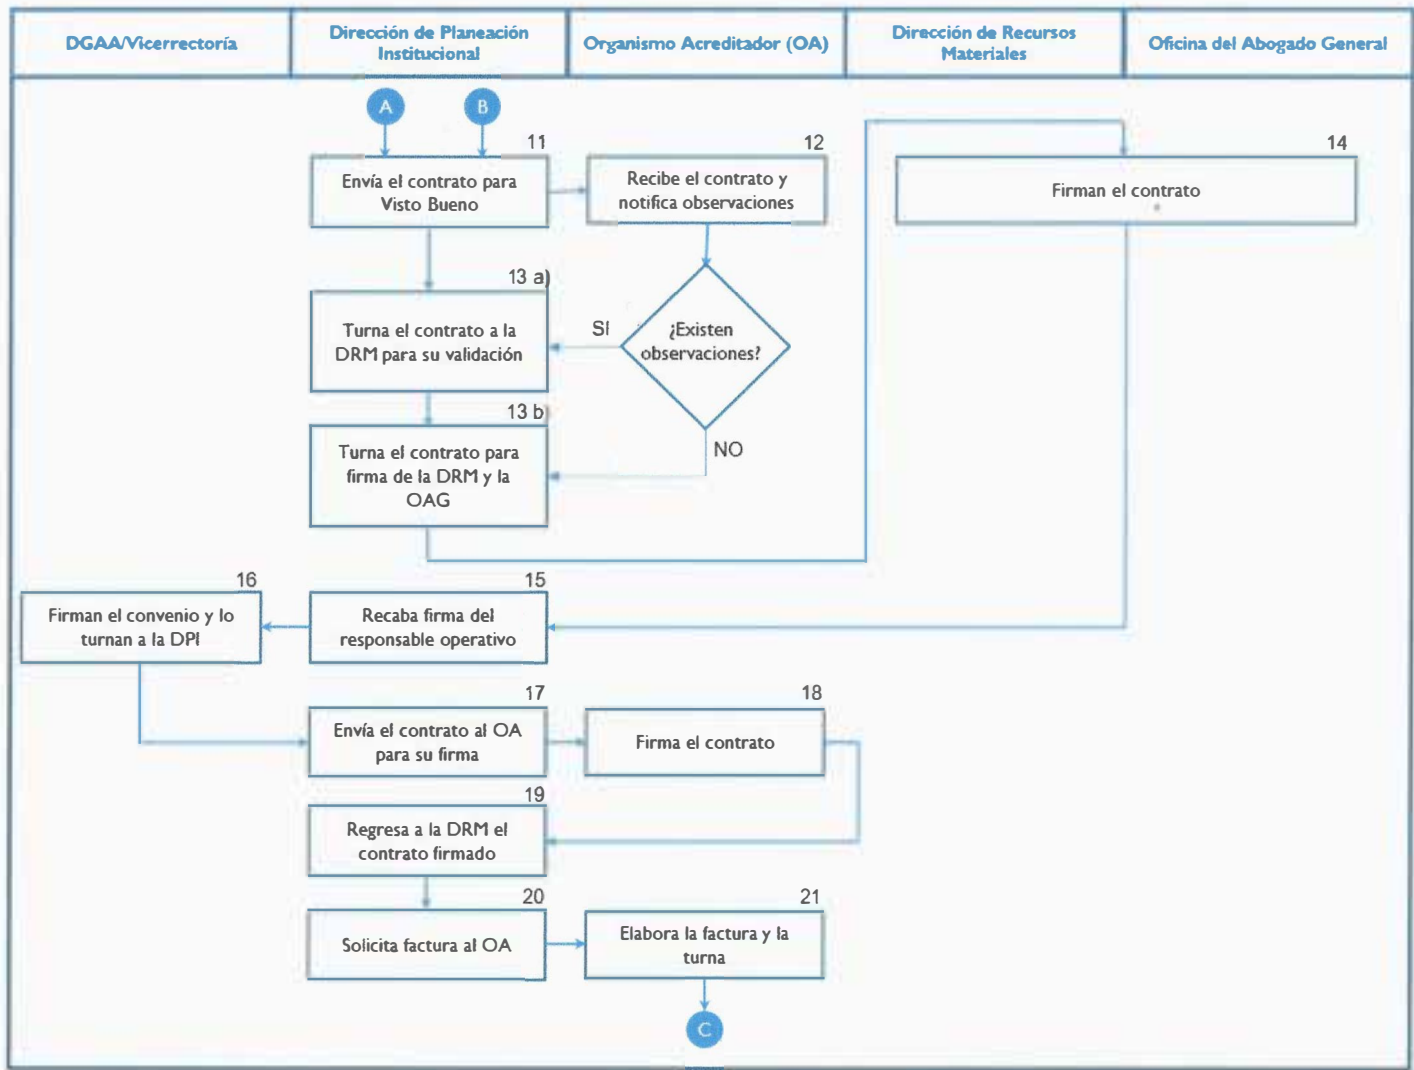 DGAA/Vicerrectoría
Dirección de Planeación
Institucional
Organismo Acreditador (OA)
Dirección de Recursos
Materiales
Oficina del Abogado General
A
B
11
Envía el contrato para
Visto Bueno
12
Recibe el contrato y
notifica observaciones
14
Firman el contrato
13 a)
Turna el contrato a la
DRM para su validación
SI
¿Existen
observaciones?
13 b)
Turna el contrato para
firma de la DRM y la
OAG
NO
16
Firman el convenio y lo
turnan a la DPI
15
Recaba firma del
responsable operativo
17
Envía el contrato al OA
para su firma
18
Firma el contrato
19
Regresa a la DRM el
contrato firmado
20
Solicita factura al OA
21
Elabora la factura y la
turna
C